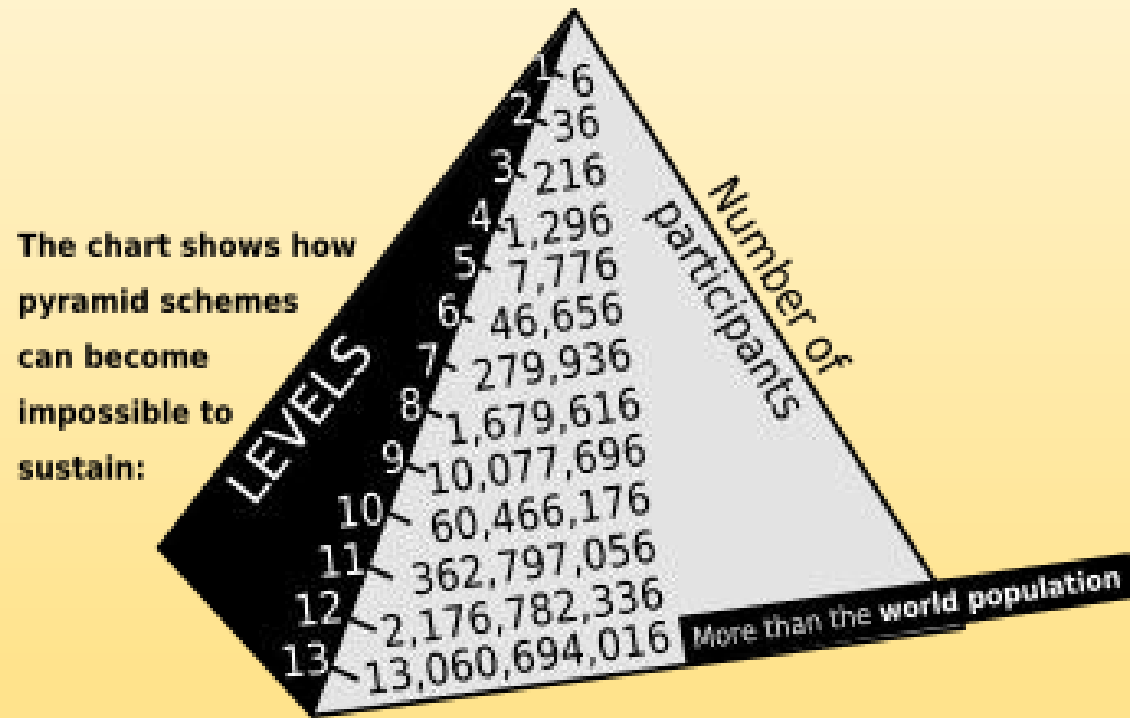 The chart shows how
pyramid schemes
can become
impossible to
sustain:
LEVELS
Number of
participants
1 6
2 36
3 216
4 1,296
5 7,776
6 46,656
7 279,936
8 1,679,616
9 10,077,696
10 60,466,176
11 362,797,056
12 2,176,782,336
13 13,060,694,016 More than the world population